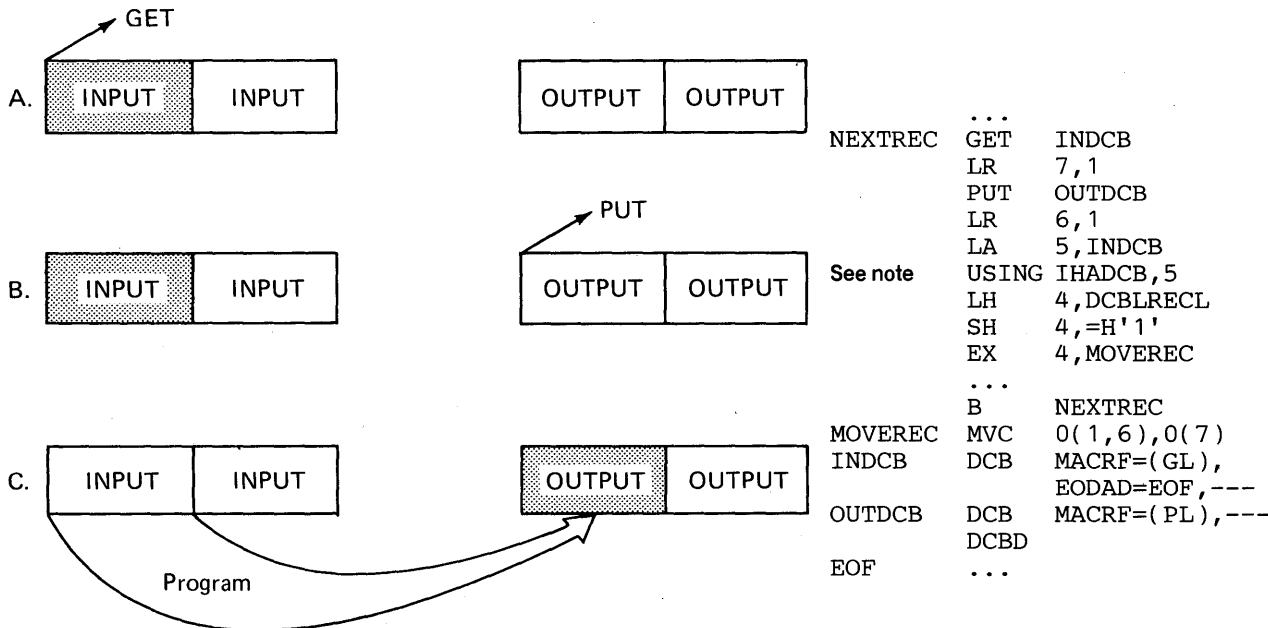 GET
A. INPUT INPUT OUTPUT OUTPUT
PUT
B. INPUT INPUT OUTPUT OUTPUT
C. INPUT INPUT OUTPUT OUTPUT
Program
...
NEXTREC GET INDCB
LR 7,1
PUT OUTDCB
LR 6,1
LA 5,INDCB
See note USING IHADCB,5
LH 4,DCBLRECL
SH 4,=H'1'
EX 4,MOVEREC
...
B NEXTREC
MOVEREC MVC 0(1,6),0(7)
INDCB DCB MACRF=(GL),
EODAD=EOF,---
OUTDCB DCB MACRF=(PL),---
DCBD
EOF ...